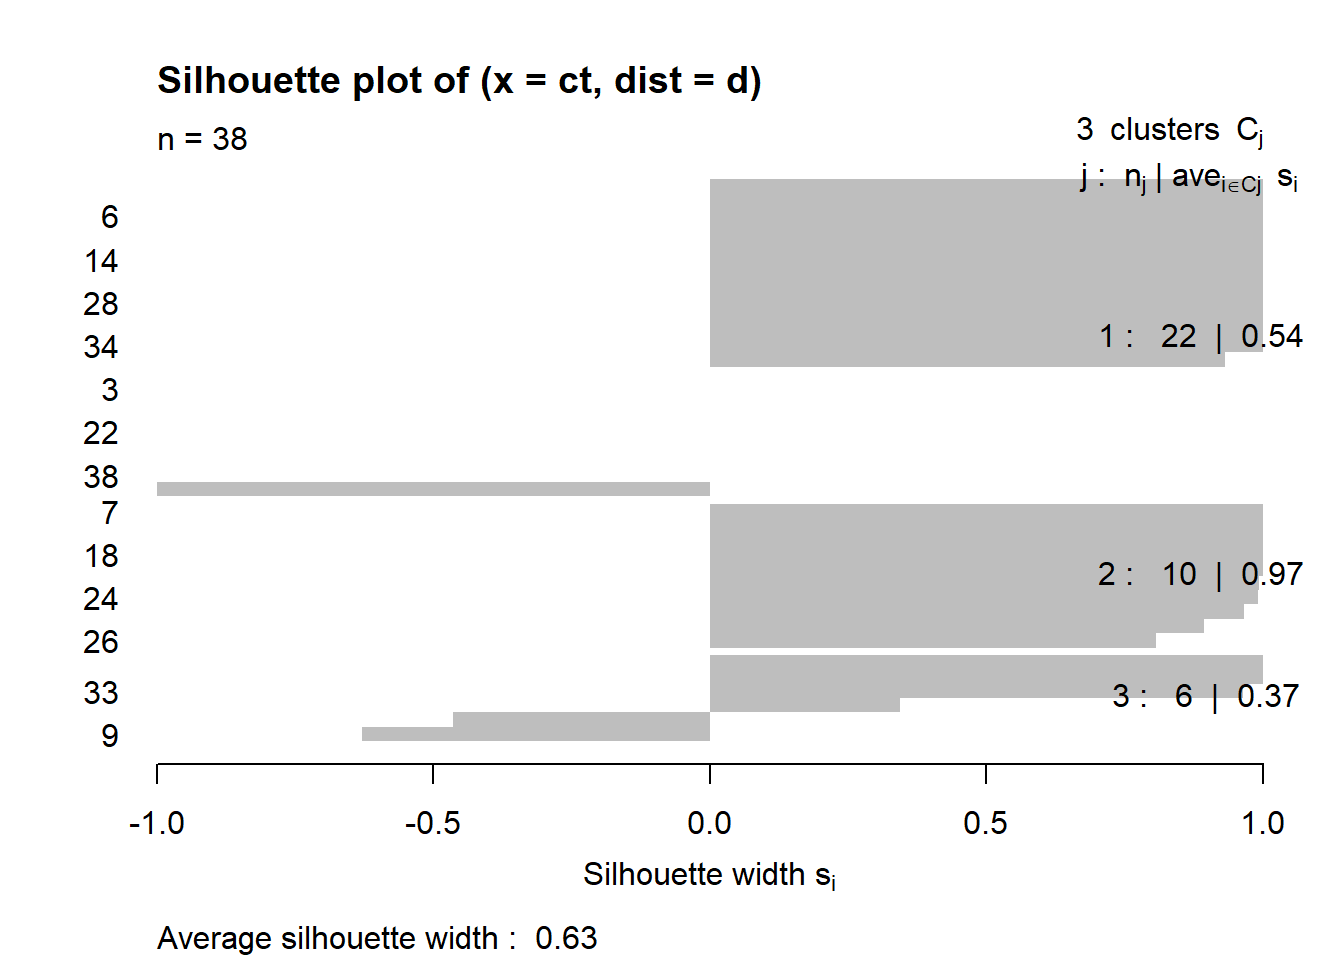 Silhouette plot of (x = ct, dist = d)
n = 38
3 clusters Cj
j : nj | avei∈Cj si
6
14
28
34
1 : 22 | 0.54
3
22
38
7
18
2 : 10 | 0.97
24
26
33
3 : 6 | 0.37
9
-1.0 -0.5 0.0 0.5 1.0
Silhouette width si
Average silhouette width : 0.63